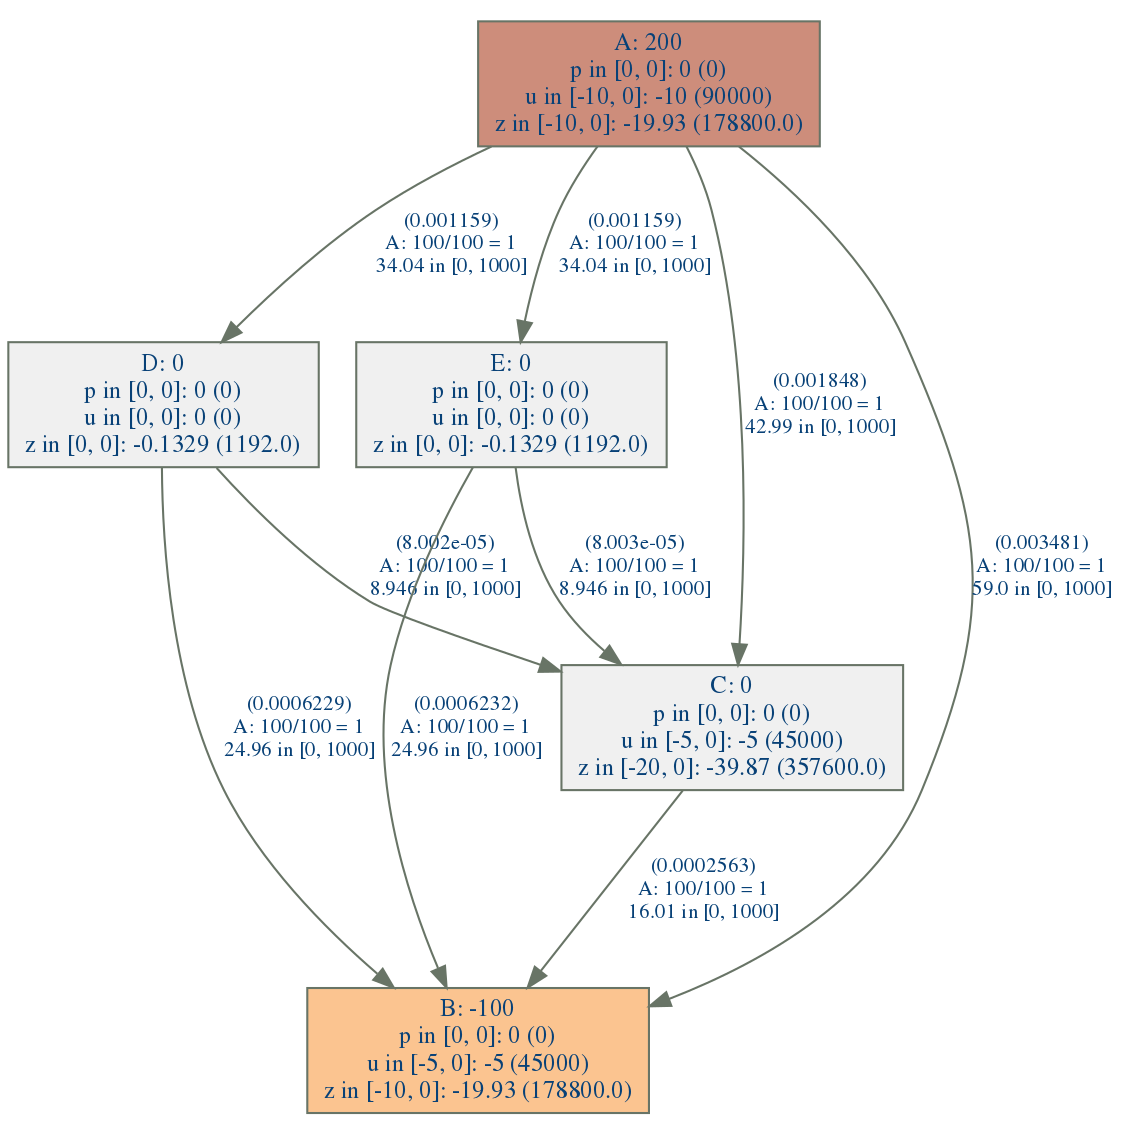 A: 200
p in [0, 0]: 0 (0)
u in [-10, 0]: -10 (90000)
z in [-10, 0]: -19.93 (178800.0)
(0.001159)
A: 100/100 = 1
34.04 in [0, 1000]
(0.001159)
A: 100/100 = 1
34.04 in [0, 1000]
D: 0
p in [0, 0]: 0 (0)
u in [0, 0]: 0 (0)
z in [0, 0]: -0.1329 (1192.0)
E: 0
p in [0, 0]: 0 (0)
u in [0, 0]: 0 (0)
z in [0, 0]: -0.1329 (1192.0)
(0.001848)
A: 100/100 = 1
42.99 in [0, 1000]
(8.002e-05)
A: 100/100 = 1
8.946 in [0, 1000]
(8.003e-05)
A: 100/100 = 1
8.946 in [0, 1000]
(0.003481)
A: 100/100 = 1
59.0 in [0, 1000]
(0.0006229)
A: 100/100 = 1
24.96 in [0, 1000]
(0.0006232)
A: 100/100 = 1
24.96 in [0, 1000]
C: 0
p in [0, 0]: 0 (0)
u in [-5, 0]: -5 (45000)
z in [-20, 0]: -39.87 (357600.0)
(0.0002563)
A: 100/100 = 1
16.01 in [0, 1000]
B: -100
p in [0, 0]: 0 (0)
u in [-5, 0]: -5 (45000)
z in [-10, 0]: -19.93 (178800.0)